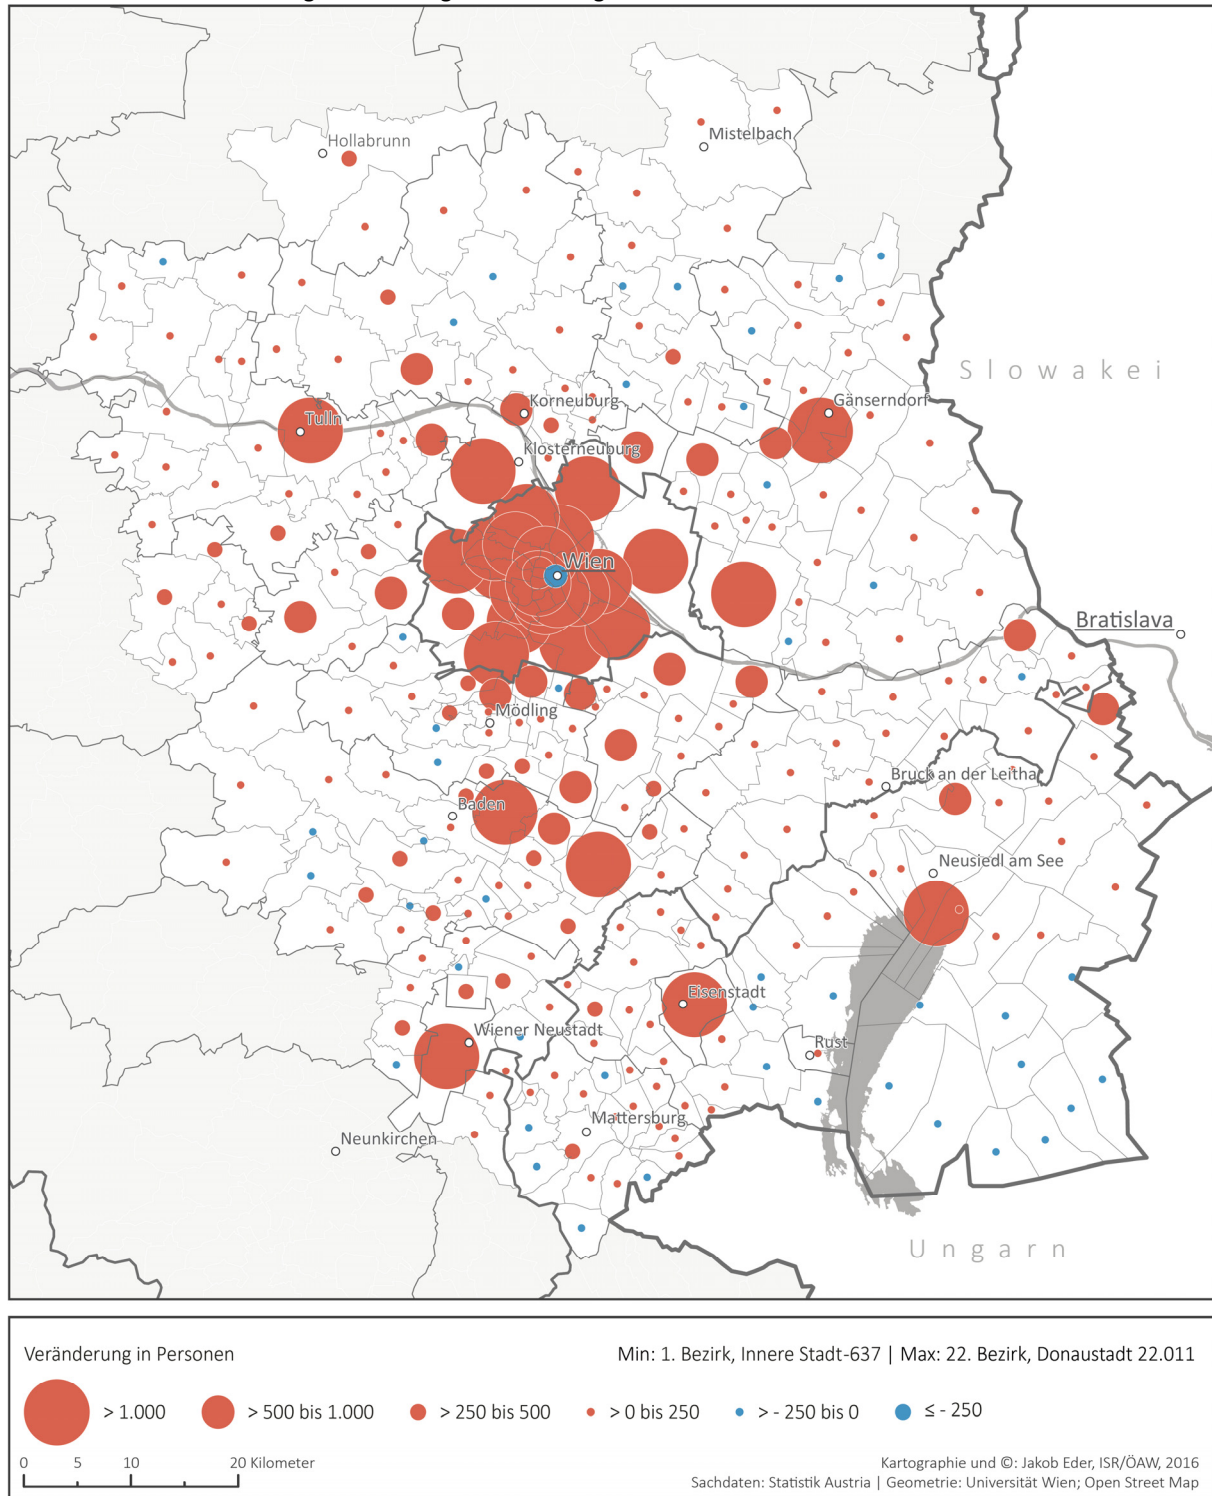 Hollabrunn
Mistelbach
Slowakei
Korneuburg
Gänserndorf
Tulln
Klosterneuburg
Wien
Bratislava
Mödling
Bruck an der Leitha
Baden
Neusiedl am See
Eisenstadt
Wiener Neustadt
Rust
Mattersburg
Neunkirchen
Ungarn
Veränderung in Personen
Min: 1. Bezirk, Innere Stadt-637 | Max: 22. Bezirk, Donaustadt 22.011
> 1.000
> 500 bis 1.000
> 250 bis 500
> 0 bis 250
> - 250 bis 0
≤ - 250
0 5 10 20 Kilometer
Kartographie und ©: Jakob Eder, ISR/ÖAW, 2016
Sachdaten: Statistik Austria | Geometrie: Universität Wien; Open Street Map